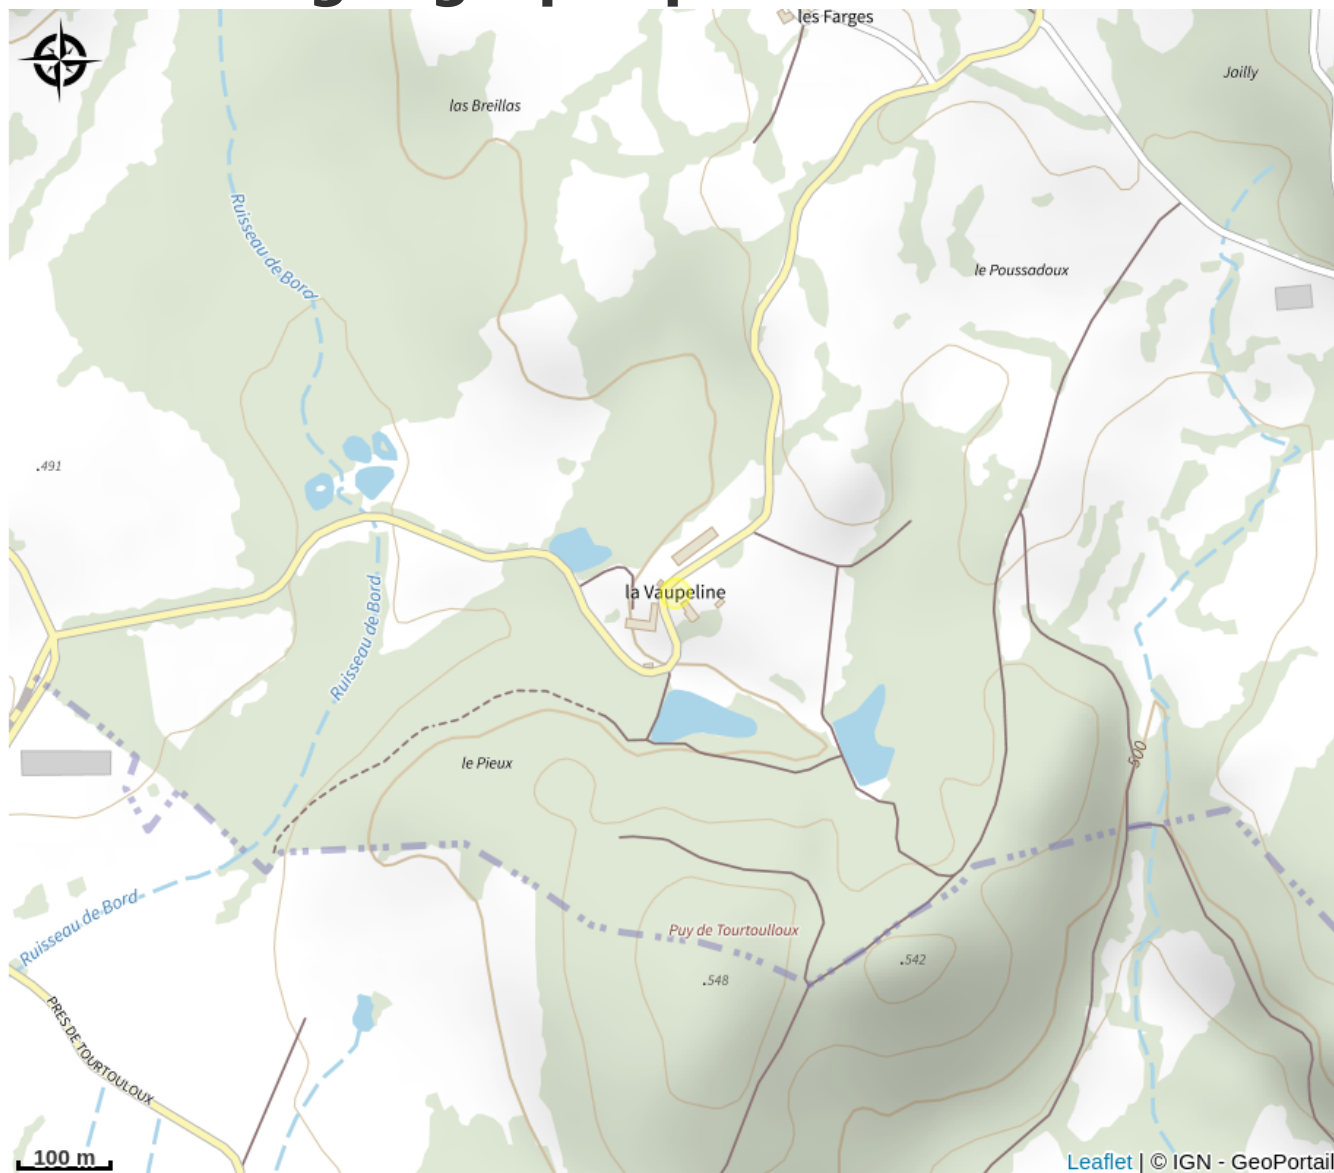 les Farges
Joilly
las Breillas
Ruisseau de Bord
le Poussadoux
.491
la Vaupeline
Ruisseau de Bord
500
le Pieux
Ruisseau de Bord
Puy de Tourtoulloux
.542
.548
PRES DE TOURTOULOUX
100 m
Leaflet | © IGN - GeoPortail